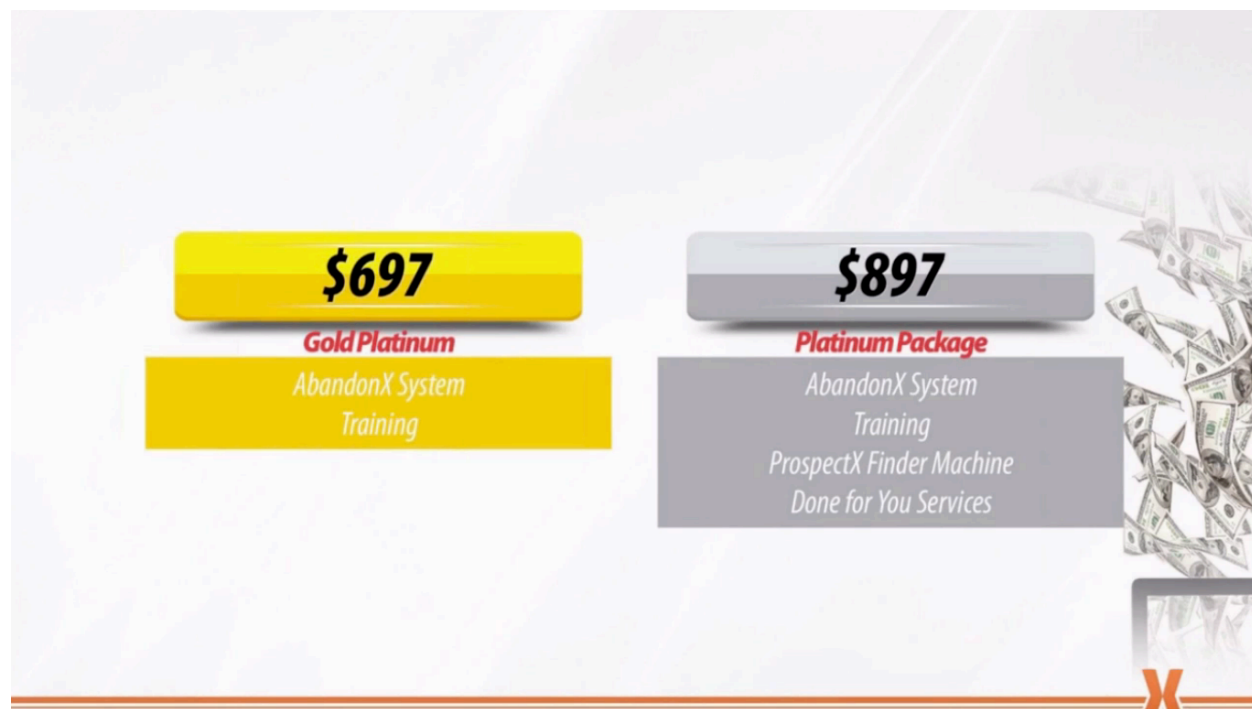 $697
Gold Platinum
AbandonX System
Training
$897
Platinum Package
AbandonX System
Training
ProspectX Finder Machine
Done for You Services
X